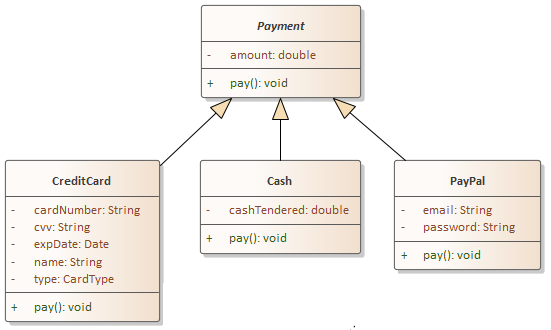 Payment
- amount: double
+ pay(): void
CreditCard
- cardNumber: String
- cvv: String
- expDate: Date
- name: String
- type: CardType
+ pay(): void
Cash
- cashTendered: double
+ pay(): void
PayPal
- email: String
- password: String
+ pay(): void